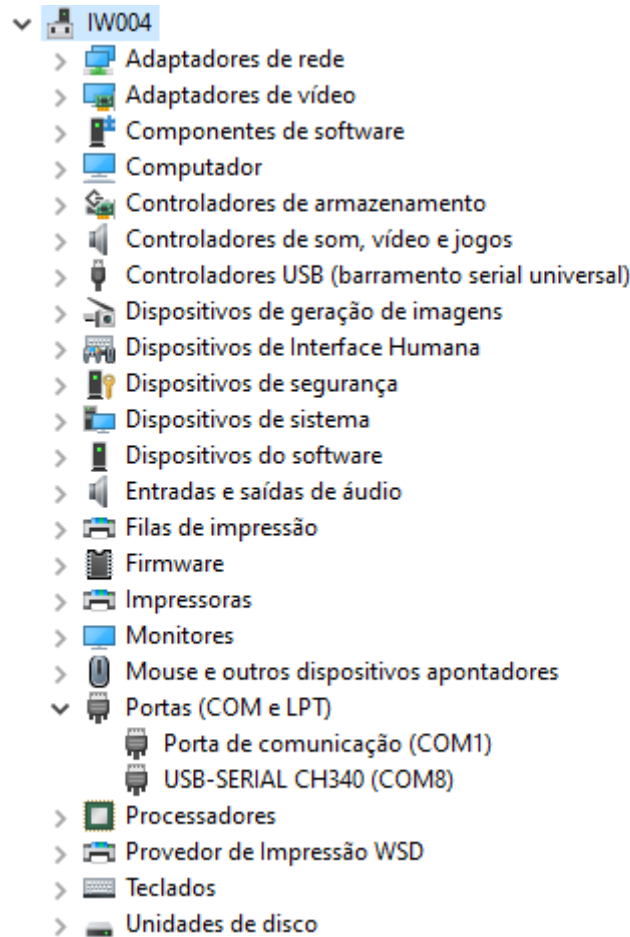 IW004
Adaptadores de rede
Adaptadores de vídeo
Componentes de software
Computador
Controladores de armazenamento
Controladores de som, vídeo e jogos
Controladores USB (barramento serial universal)
Dispositivos de geração de imagens
Dispositivos de Interface Humana
Dispositivos de segurança
Dispositivos de sistema
Dispositivos do software
Entradas e saídas de áudio
Filas de impressão
Firmware
Impressoras
Monitores
Mouse e outros dispositivos apontadores
Portas (COM e LPT)
Porta de comunicação (COM1)
USB-SERIAL CH340 (COM8)
Processadores
Provedor de Impressão WSD
Teclados
Unidades de disco